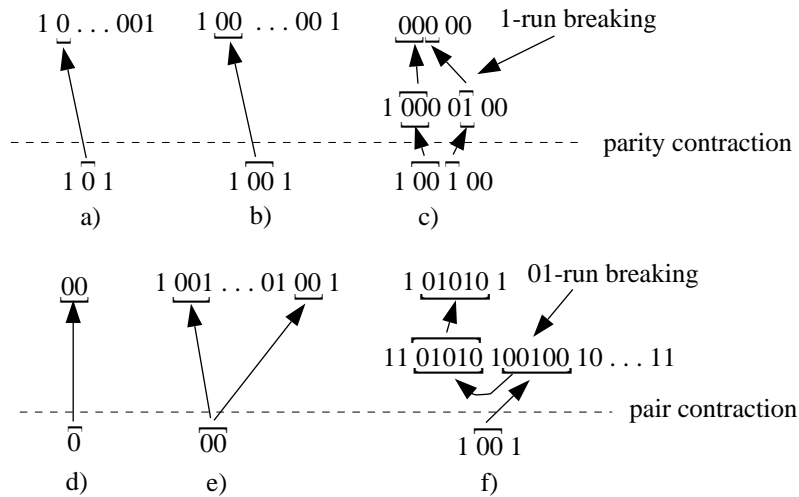 1 0 . . . 001 1 00 . . . 00 1 000 0 00 1-run breaking
1 000 0 01 00
parity contraction
1 0 1 1 00 1 1 00 1 00
a) b) c)
01-run breaking
00 1 001 . . . 01 00 1 1 01010 1
11 01010 100100 10 . . . 11
pair contraction
0 00 1 00 1
d) e) f)